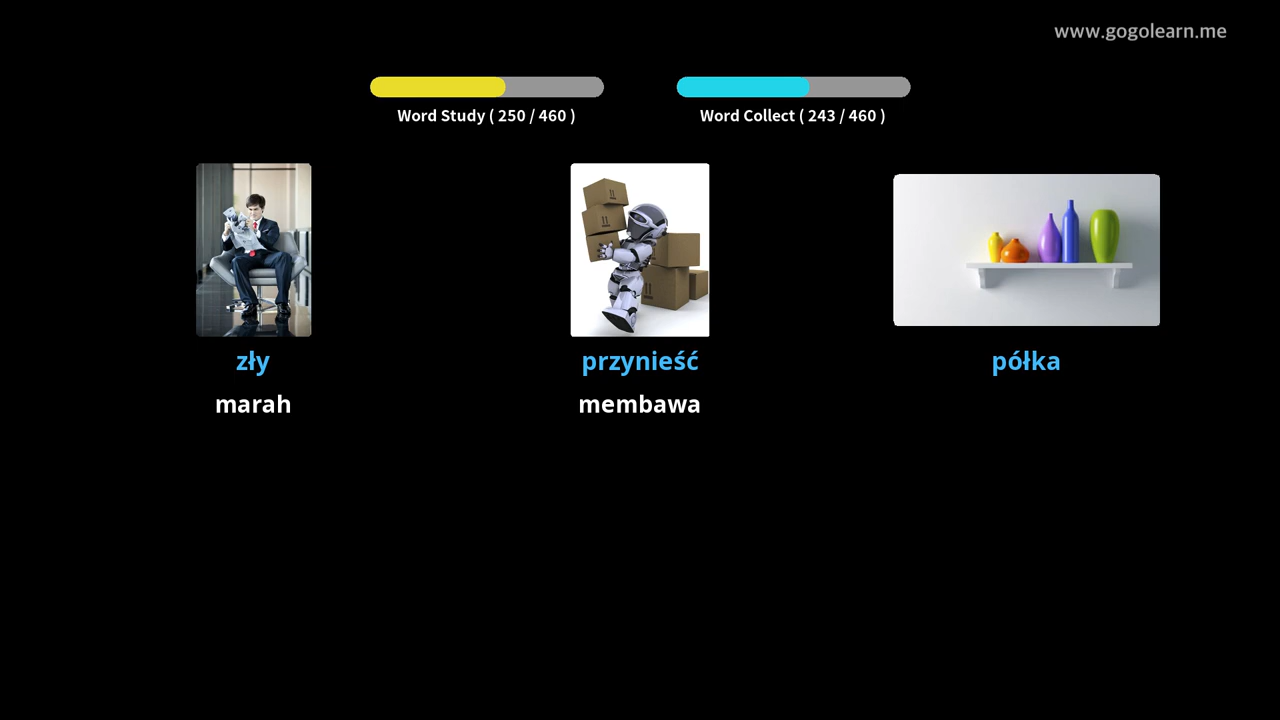 www.gogolearn.me
Word Study ( 250 / 460 )
Word Collect ( 243 / 460 )
zły
przynieść
półka
marah
membawa